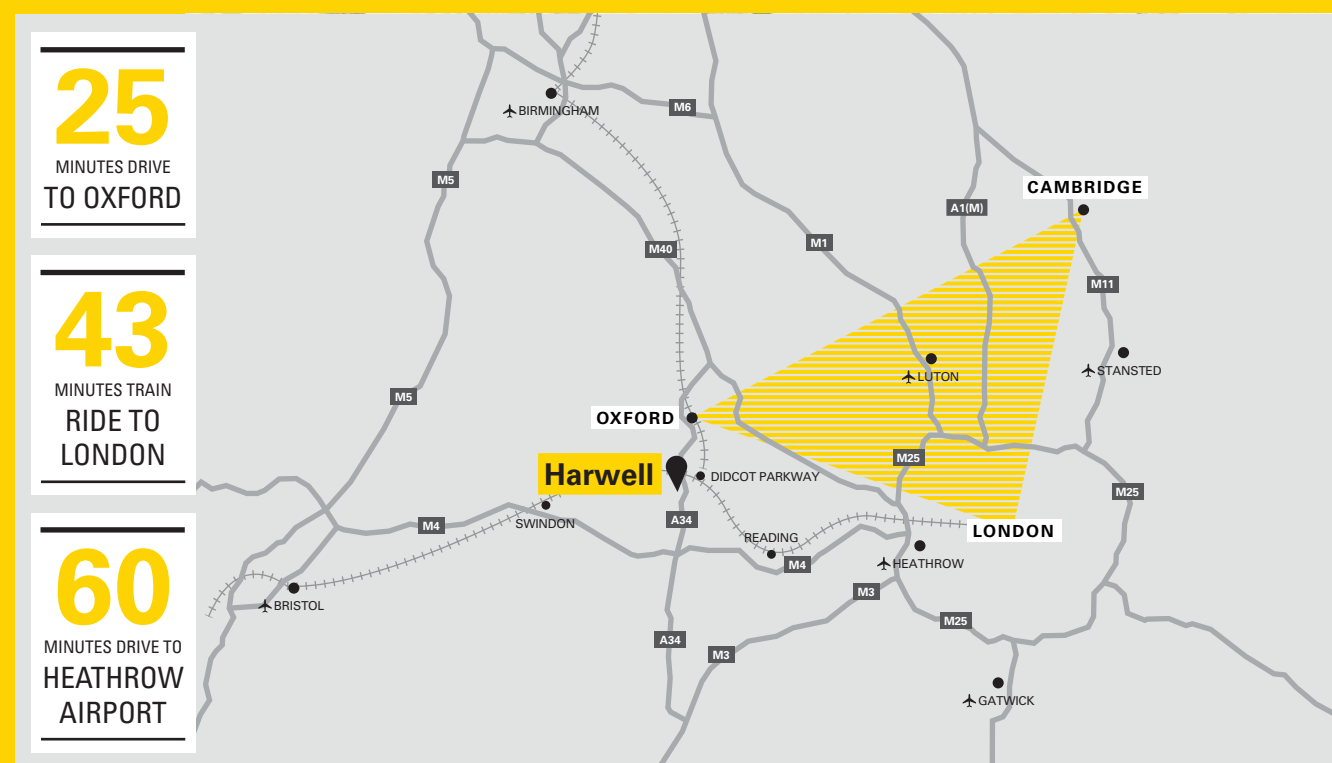 25
MINUTES DRIVE
TO OXFORD
43
MINUTES TRAIN
RIDE TO
LONDON
60
MINUTES DRIVE TO
HEATHROW
AIRPORT
BIRMINGHAM
M6
M5
CAMBRIDGE
A1(M)
M40
M1
M11
LUTON
STANSTED
M5
OXFORD
M25
Harwell
DIDCOT PARKWAY
M25
SWINDON
M4
A34
READING
LONDON
M4
HEATHROW
M3
BRISTOL
M25
A34
M3
GATWICK